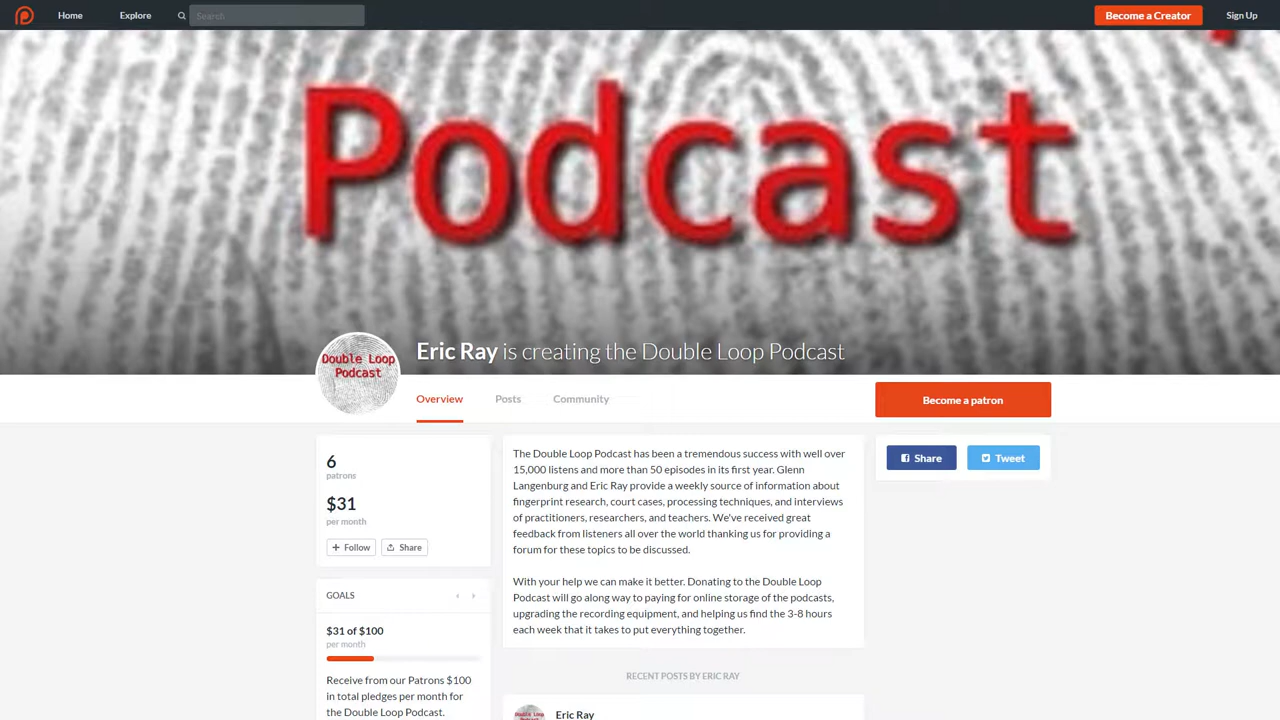 Home
Explore
Search
Become a Creator
Sign Up
Podcast
Double Loop
Podcast
Eric Ray is creating the Double Loop Podcast
Overview
Posts
Community
Become a patron
6
patrons
$31
per month
Follow
Share
GOALS
$31 of $100
per month
Receive from our Patrons $100
in total pledges per month for
the Double Loop Podcast.
The Double Loop Podcast has been a tremendous success with well over
15,000 listens and more than 50 episodes in its first year. Glenn
Langenburg and Eric Ray provide a weekly source of information about
fingerprint research, court cases, processing techniques, and interviews
of practitioners, researchers, and teachers. We've received great
feedback from listeners all over the world thanking us for providing a
forum for these topics to be discussed.
With your help we can make it better. Donating to the Double Loop
Podcast will go along way to paying for online storage of the podcasts,
upgrading the recording equipment, and helping us find the 3-8 hours
each week that it takes to put everything together.
RECENT POSTS BY ERIC RAY
Double Loop
Eric Ray
Share
Tweet